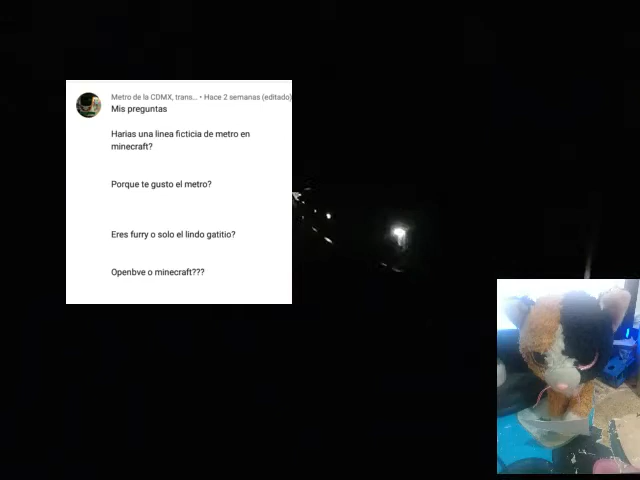 Metro de la CDMX, trans... • Hace 2 semanas (editado)
Mis preguntas
Harias una linea ficticia de metro en
minecraft?
Porque te gusto el metro?
Eres furry o solo el lindo gatitio?
Openbve o minecraft???